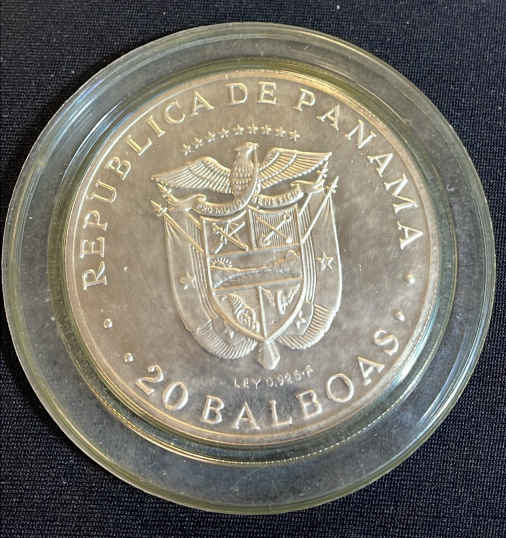 REPUBLICA DE PANAMA
LEY 0.925
20 BALBOAS